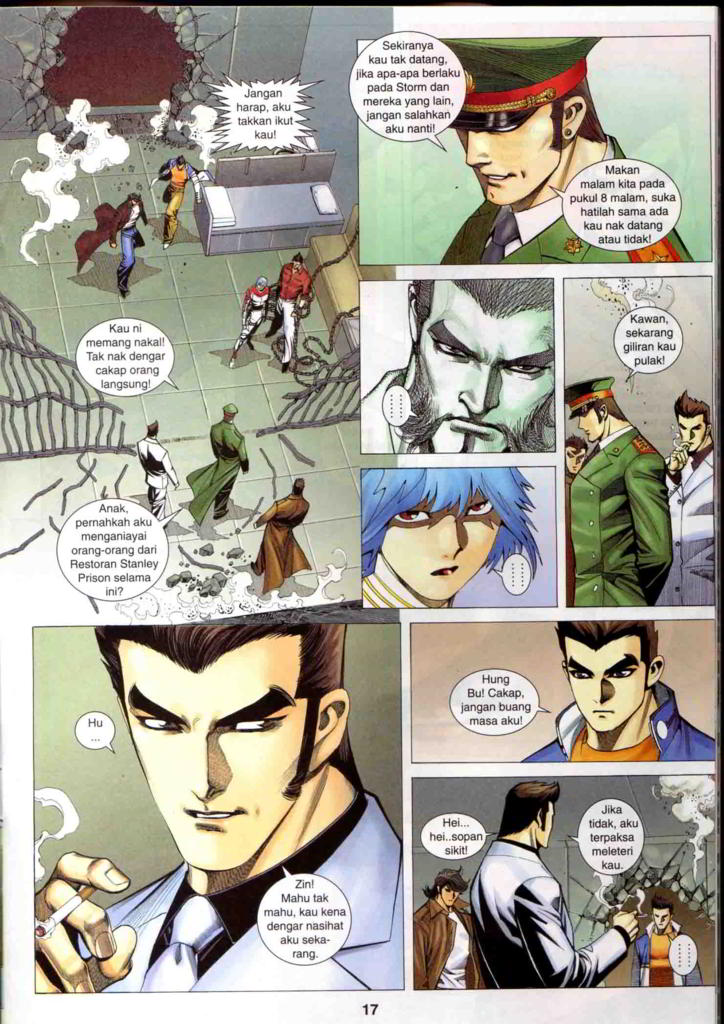 Jangan
harap, aku
takkan ikut
kau!
Kau ni
memang nakal!
Tak nak dengar
cakap orang
langsung!
Anak,
pernahkah aku
menganiayai
orang-orang dari
Restoran Stanley
Prison selama
ini?
Sekiranya
kau tak datang,
jika apa-apa berlaku
pada Storm dan
mereka yang lain,
jangan salahkan
aku nanti!
Makan
malam kita pada
pukul 8 malam, suka
hatilah sama ada
kau nak datang
atau tidak!
Kawan,
sekarang
giliran kau
pulak!
Hu
...
Zin!
Mahu tak
mahu, kau kena
dengar nasihat
aku seka-
rang.
Hung
Bu! Cakap,
jangan buang
masa aku!
Hei...
hei..sopan
sikit!
Jika
tidak, aku
terpaksa
meleteri
kau.
17